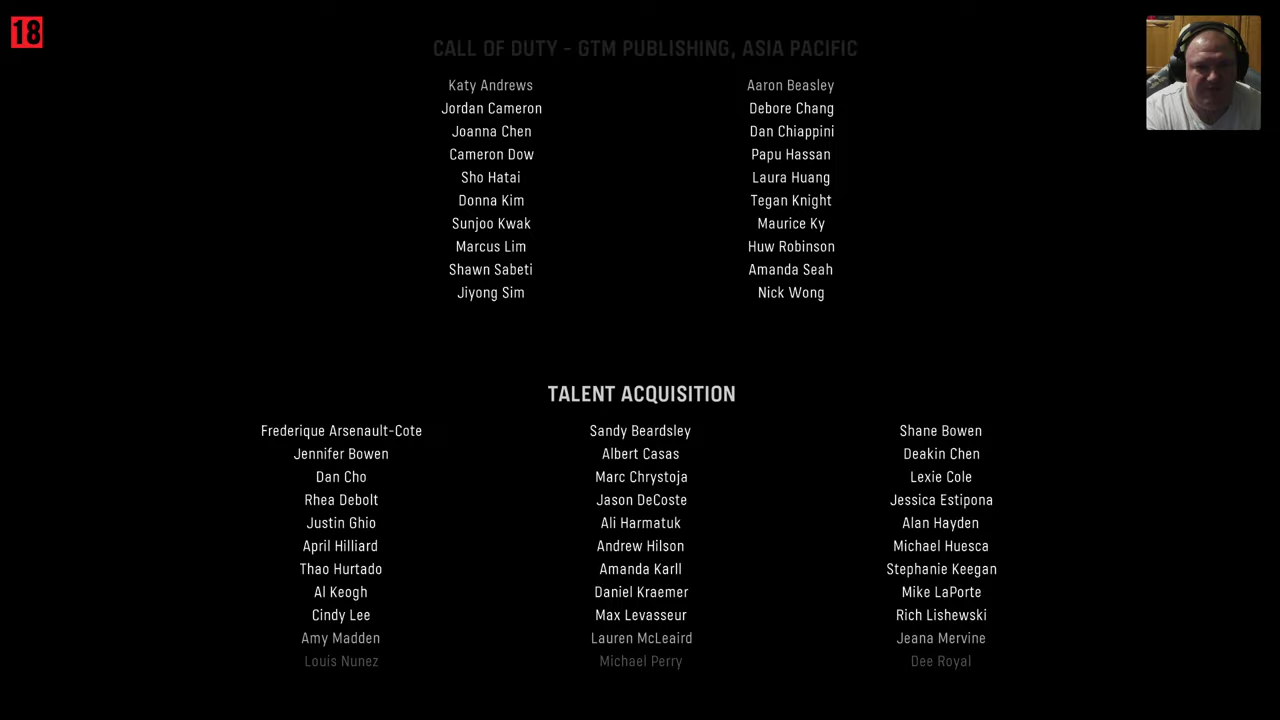 18
CALL OF DUTY - GTM PUBLISHING, ASIA PACIFIC
Katy Andrews Aaron Beasley
Jordan Cameron Debore Chang
Joanna Chen Dan Chiappini
Cameron Dow Papu Hassan
Sho Hatai Laura Huang
Donna Kim Tegan Knight
Sunjoo Kwak Maurice Ky
Marcus Lim Huw Robinson
Shawn Sabeti Amanda Seah
Jiyong Sim Nick Wong
TALENT ACQUISITION
Frederique Arsenault-Cote Sandy Beardsley Shane Bowen
Jennifer Bowen Albert Casas Deakin Chen
Dan Cho Marc Chrystoja Lexie Cole
Rhea Debolt Jason DeCoste Jessica Estipona
Justin Ghio Ali Harmatuk Alan Hayden
April Hilliard Andrew Hilson Michael Huesca
Thao Hurtado Amanda Karll Stephanie Keegan
Al Keogh Daniel Kraemer Mike LaPorte
Cindy Lee Max Levasseur Rich Lishewski
Amy Madden Lauren McLeaird Jeana Mervine
Louis Nunez Michael Perry Dee Royal